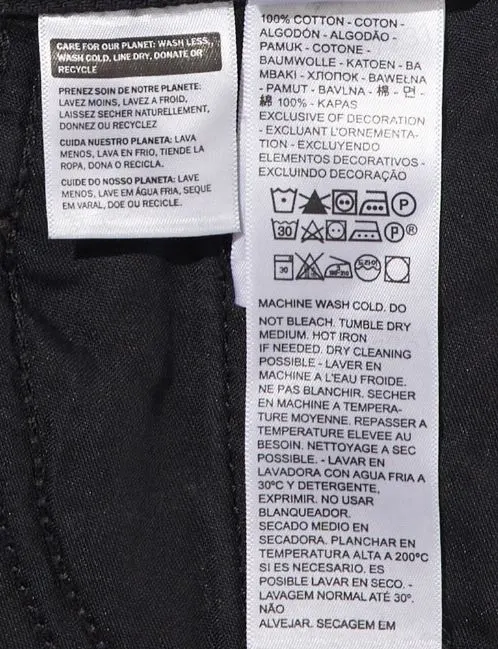 CARE FOR OUR PLANET: WASH LESS,
WASH COLD, LINE DRY, DONATE OR
RECYCLE
PRENEZ SOIN DE NOTRE PLANETE:
LAVEZ MOINS, LAVEZ A FROID,
LAISSEZ SECHER NATURELLEMENT,
DONNEZ OU RECYCLEZ
CUIDA NUESTRO PLANETA: LAVA
MENOS, LAVA EN FRIO, TIENDE LA
ROPA, DONA O RECICLA.
CUIDE DO NOSSO PLANETA: LAVE
MENOS, LAVE EM ÁGUA FRIA, SEQUE
EM VARAL, DOE OU RECICLE.
100% COTTON - COTON -
ALGODÓN - ALGODÃO -
PAMUK - COTONE -
BAUMWOLLE - KATOEN - BA
MBAKI - ХЛОПОК - BAWEŁNA
- PAMUT - BAVLNA - 棉 - 면 -
綿 100% - KAPAS
EXCLUSIVE OF DECORATION
- EXCLUANT L'ORNEMENTA-
TION - EXCLUYENDO
ELEMENTOS DECORATIVOS -
EXCLUINDO DECORAÇÃO
P
30 P®
30
MACHINE WASH COLD. DO
NOT BLEACH. TUMBLE DRY
MEDIUM. HOT IRON
IF NEEDED. DRY CLEANING
POSSIBLE - LAVER EN
MACHINE A L'EAU FROIDE.
NE PAS BLANCHIR. SECHER
EN MACHINE A TEMPERA-
TURE MOYENNE. REPASSER A
TEMPERATURE ELEVEE AU
BESOIN. NETTOYAGE A SEC
POSSIBLE. - LAVAR EN
LAVADORA CON AGUA FRIA A
30ºC Y DETERGENTE,
EXPRIMIR. NO USAR
BLANQUEADOR.
SECADO MEDIO EN
SECADORA. PLANCHAR EN
TEMPERATURA ALTA A 200ºC
SI ES NECESARIO. ES
POSIBLE LAVAR EN SECO. -
LAVAGEM NORMAL ATÉ 30º.
NÃO
ALVEJAR. SECAGEM EM